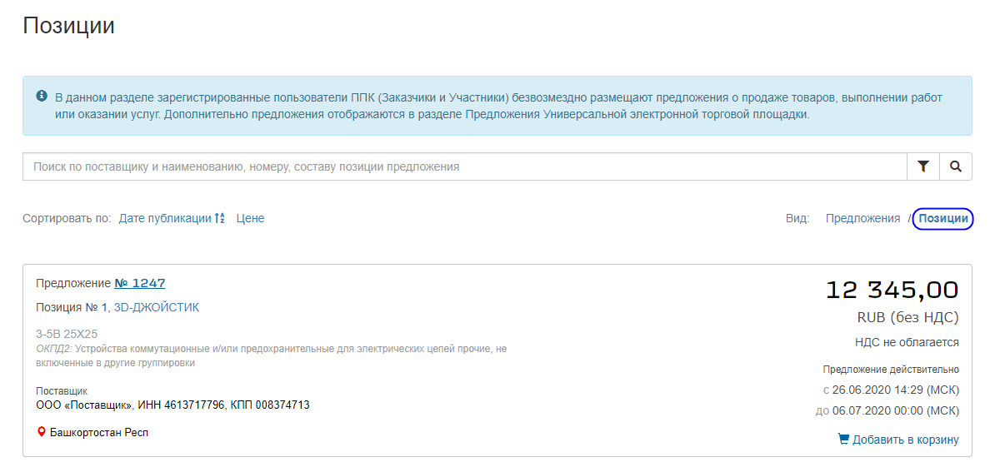 Позиции
В данном разделе зарегистрированные пользователи ППК (Заказчики и Участники) безвозмездно размещают предложения о продаже товаров, выполнении работ
или оказании услуг. Дополнительно предложения отображаются в разделе Предложения Универсальной электронной торговой площадки.
Поиск по поставщику и наименованию, номеру, составу позиции предложения
Сортировать по: Дате публикации Цене
Вид: Предложения / Позиции
Предложение № 1247
Позиция № 1, 3D-ДЖОЙСТИК
3-5В 25X25
ОКПД2: Устройства коммутационные и/или предохранительные для электрических цепей прочие, не
включенные в другие группировки
Поставщик
ООО «Поставщик», ИНН 4613717796, КПП 008374713
Башкортостан Респ
12 345,00
RUB (без НДС)
НДС не облагается
Предложение действительно
с 26.06.2020 14:29 (МСК)
до 06.07.2020 00:00 (МСК)
Добавить в корзину